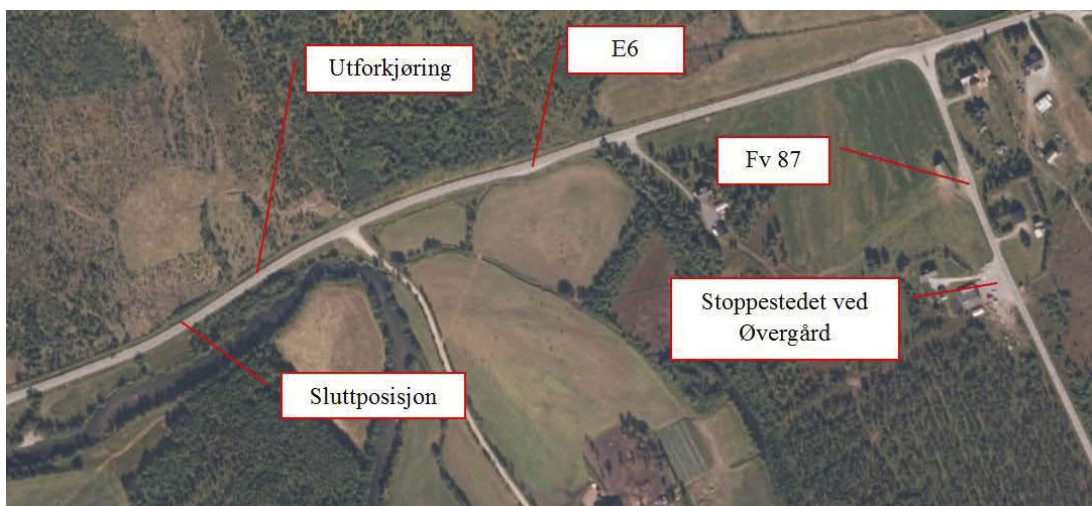 Utforkjøring
E6
Fv 87
Stoppestedet ved
Øvergård
Sluttposisjon